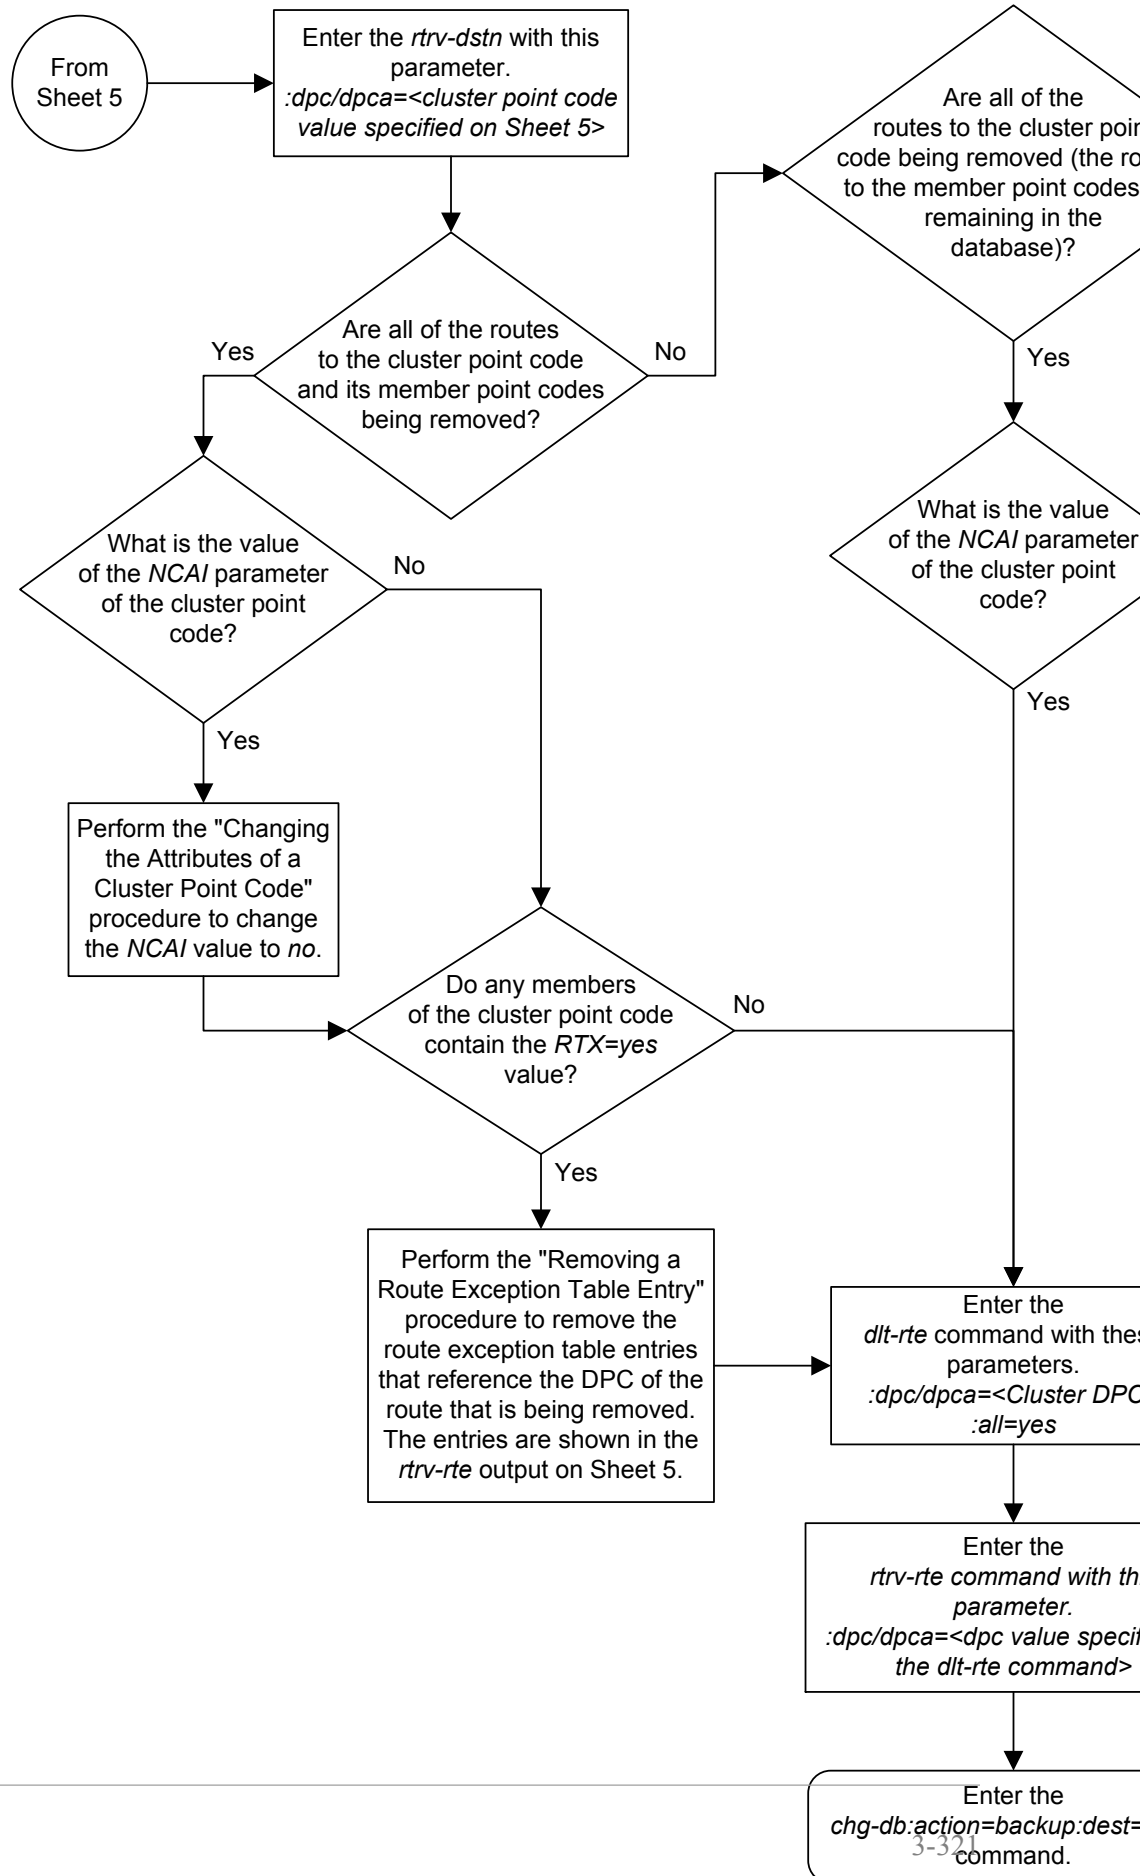 From
Sheet 5
Enter the rtrv-dstn with this
parameter.
:dpc/dpca=<cluster point code
value specified on Sheet 5>
Are all of the routes
to the cluster point code
and its member point codes
being removed?
Yes
No
What is the value
of the NCAI parameter
of the cluster point
code?
No
Yes
Perform the "Changing
the Attributes of a
Cluster Point Code"
procedure to change
the NCAI value to no.
Do any members
of the cluster point code
contain the RTX=yes
value?
No
Yes
Perform the "Removing a
Route Exception Table Entry"
procedure to remove the
route exception table entries
that reference the DPC of the
route that is being removed.
The entries are shown in the
rtrv-rte output on Sheet 5.
Are all of the
routes to the cluster
code being removed (the
to the member point codes
remaining in the
database)?
Yes
What is the value
of the NCAI parameter
of the cluster point
code?
Yes
Enter the
dlt-rte command with
parameters.
:dpc/dpca=<Cluster DPC
:all=yes
Enter the
rtrv-rte command with
parameter.
:dpc/dpca=<dpc value
the dlt-rte command>
Enter the
chg-db:action=backup:dest=
command.
3-321